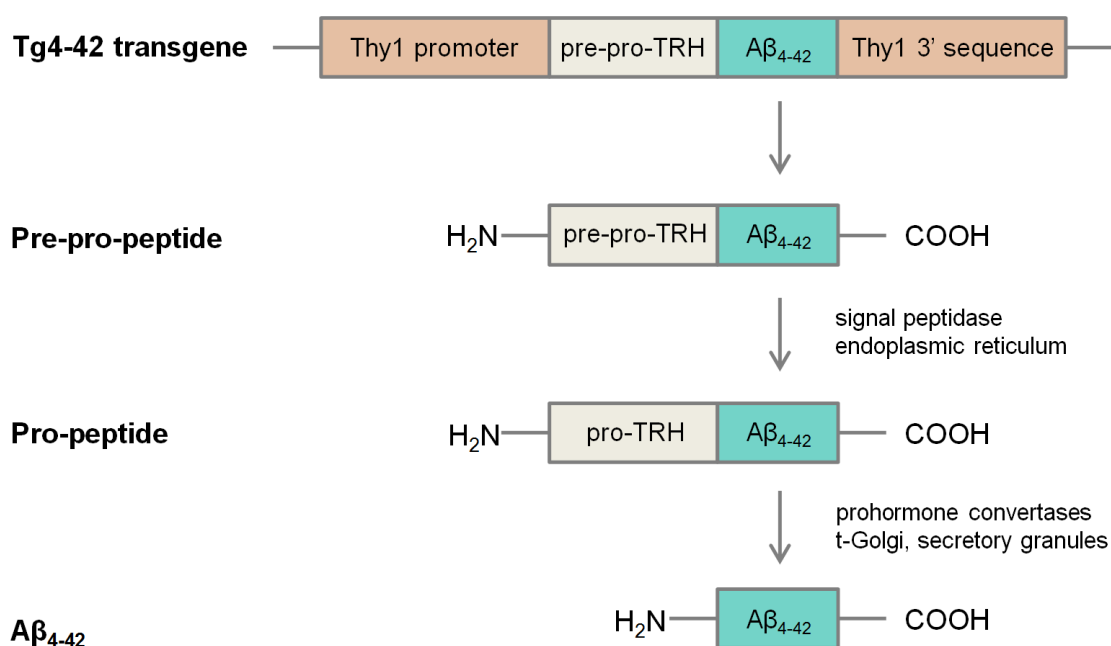 Tg4-42 transgene Thy1 promoter pre-pro-TRH Aβ4-42 Thy1 3’ sequence
Pre-pro-peptide H2N pre-pro-TRH Aβ4-42 COOH
signal peptidase
endoplasmic reticulum
Pro-peptide H2N pro-TRH Aβ4-42 COOH
prohormone convertases
t-Golgi, secretory granules
Aβ4-42 H2N Aβ4-42 COOH